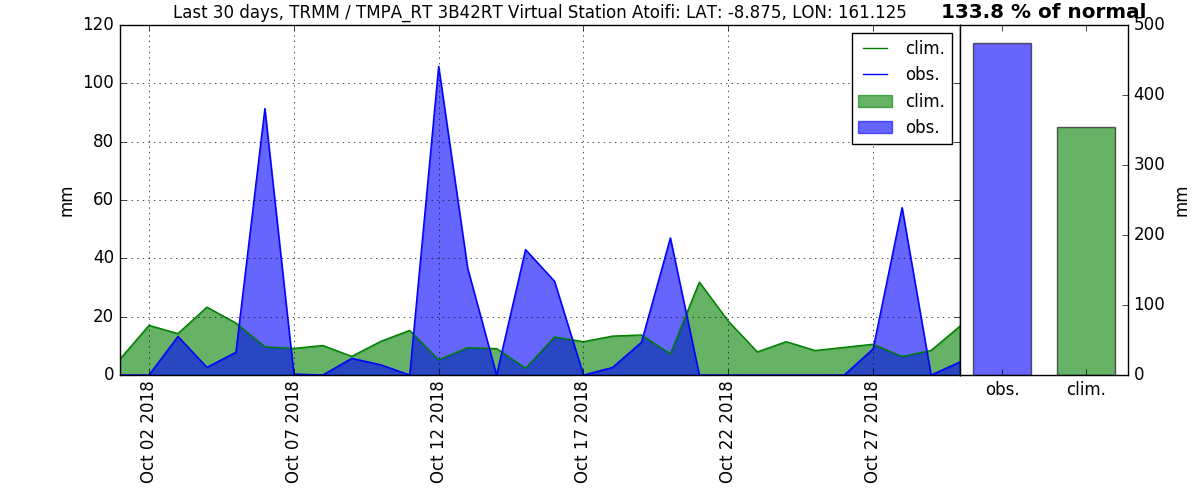 Last 30 days, TRMM / TMPA_RT 3B42RT Virtual Station Atoifi: LAT: -8.875, LON: 161.125
133.8 % of normal
120
100
80
60
40
20
0
mm
clim.
obs.
clim.
obs.
Oct 02 2018
Oct 07 2018
Oct 12 2018
Oct 17 2018
Oct 22 2018
Oct 27 2018
500
400
300
200
100
0
mm
obs.
clim.